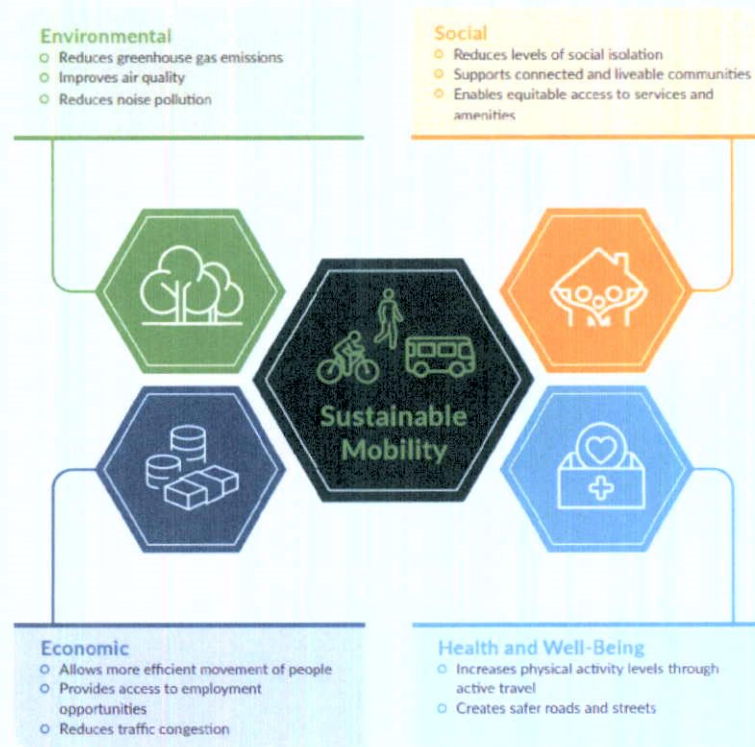 Environmental
Reduces greenhouse gas emissions
Improves air quality
Reduces noise pollution
Social
Reduces levels of social isolation
Supports connected and liveable communities
Enables equitable access to services and
amenities
Sustainable
Mobility
Economic
Allows more efficient movement of people
Provides access to employment
opportunities
Reduces traffic congestion
Health and Well-Being
Increases physical activity levels through
active travel
Creates safer roads and streets